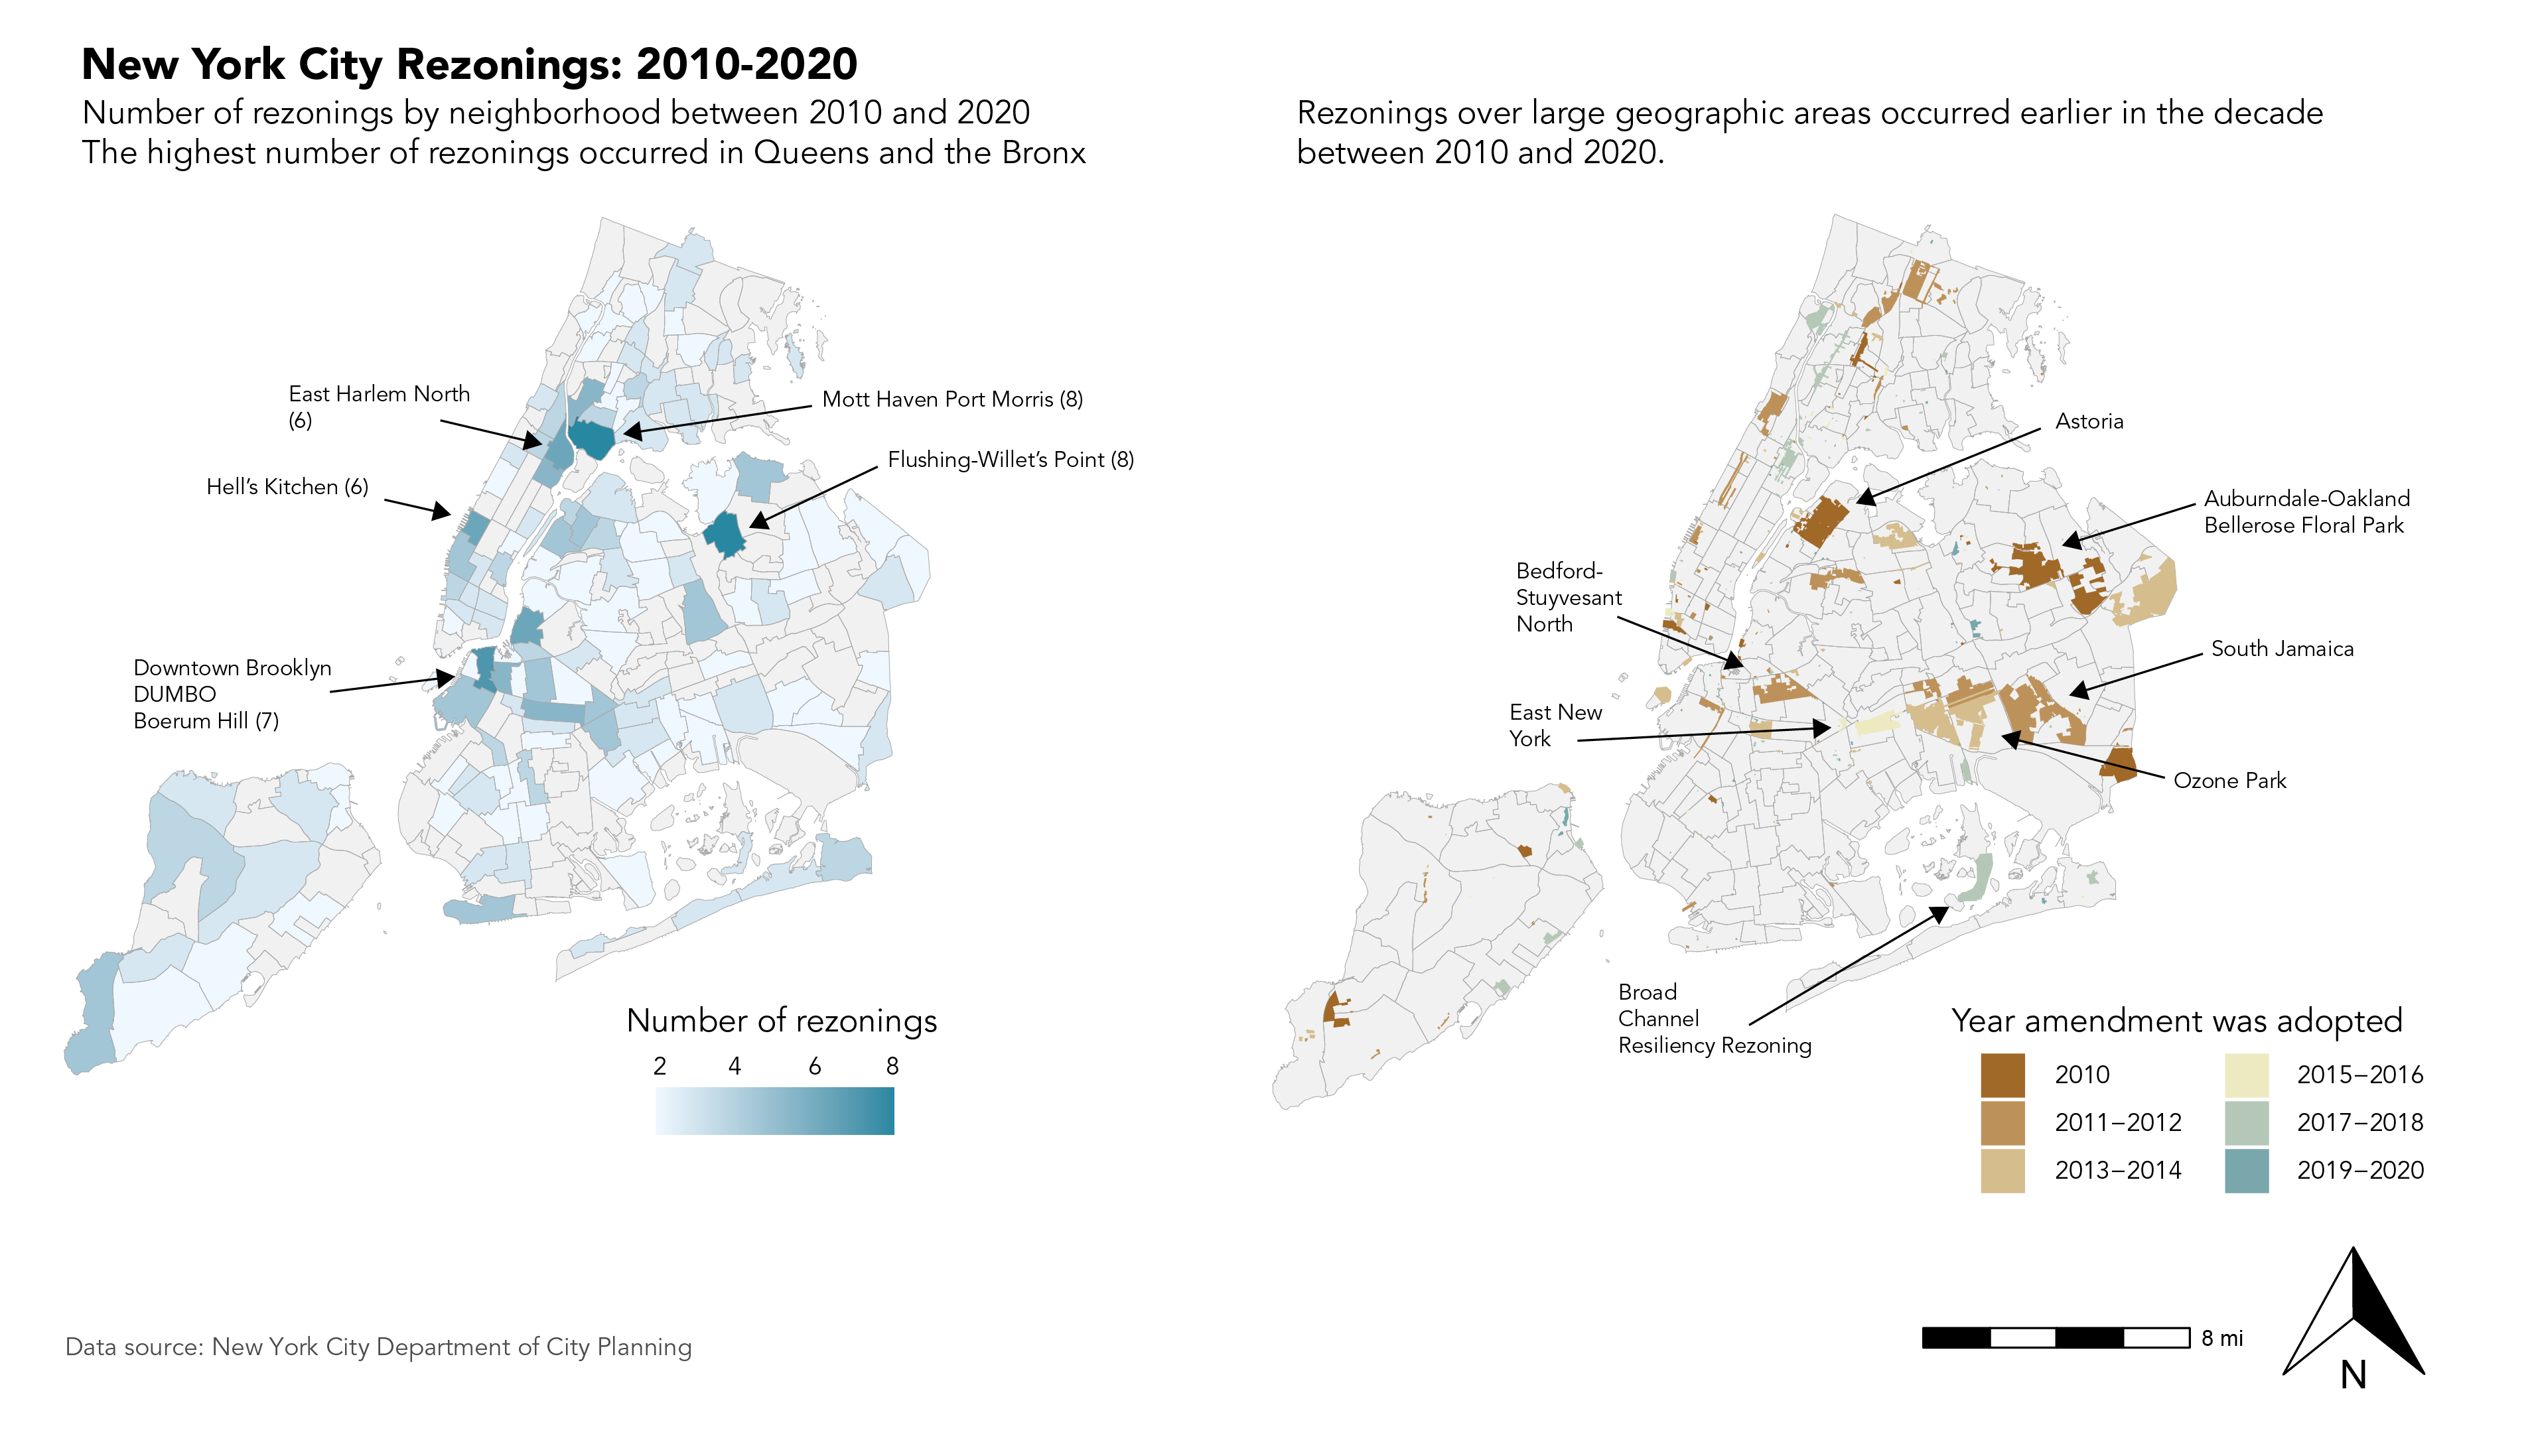 New York City Rezonings: 2010-2020
Number of rezonings by neighborhood between 2010 and 2020
The highest number of rezonings occurred in Queens and the Bronx
East Harlem North
(6)
Mott Haven Port Morris (8)
Flushing-Willet’s Point (8)
Hell’s Kitchen (6)
Downtown Brooklyn
DUMBO
Boerum Hill (7)
Number of rezonings
2 4 6 8
Rezonings over large geographic areas occurred earlier in the decade
between 2010 and 2020.
Astoria
Auburndale-Oakland
Bellerose Floral Park
Bedford-
Stuyvesant
North
South Jamaica
East New
York
Ozone Park
Broad
Channel
Resiliency Rezoning
Year amendment was adopted
2010
2011–2012
2013–2014
2015–2016
2017–2018
2019–2020
Data source: New York City Department of City Planning
8 mi
N